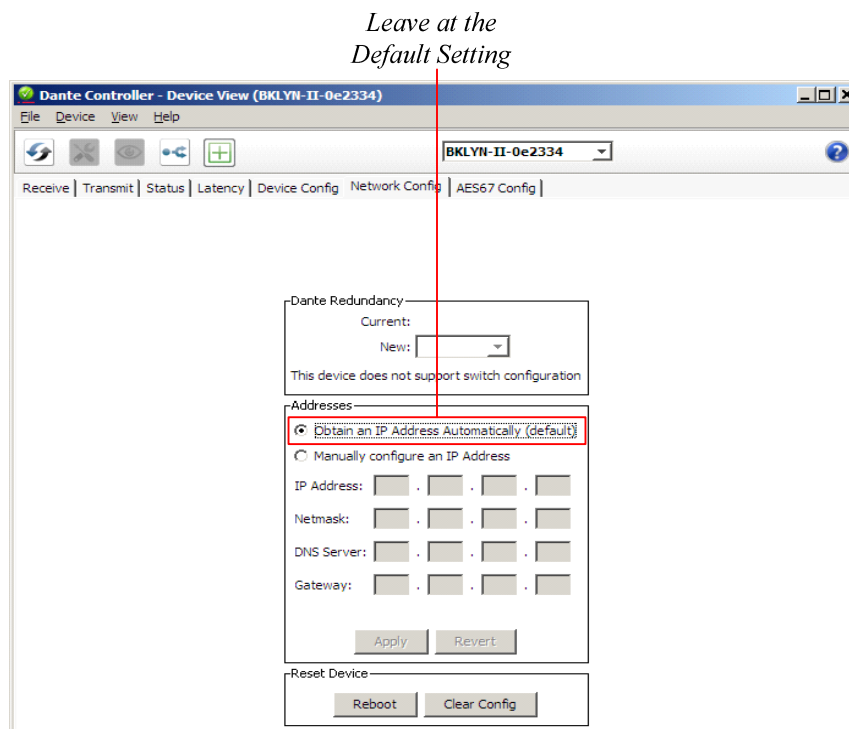 Leave at the
Default Setting
Dante Controller - Device View (BKLYN-II-0e2334)
File Device View Help
BKLYN-II-0e2334
Receive Transmit Status Latency Device Config Network Config AES67 Config
Dante Redundancy
Current:
New:
This device does not support switch configuration
Addresses
Obtain an IP Address Automatically (default)
Manually configure an IP Address
IP Address: . . .
Netmask: . . .
DNS Server: . . .
Gateway: . . .
Apply Revert
Reset Device
Reboot Clear Config